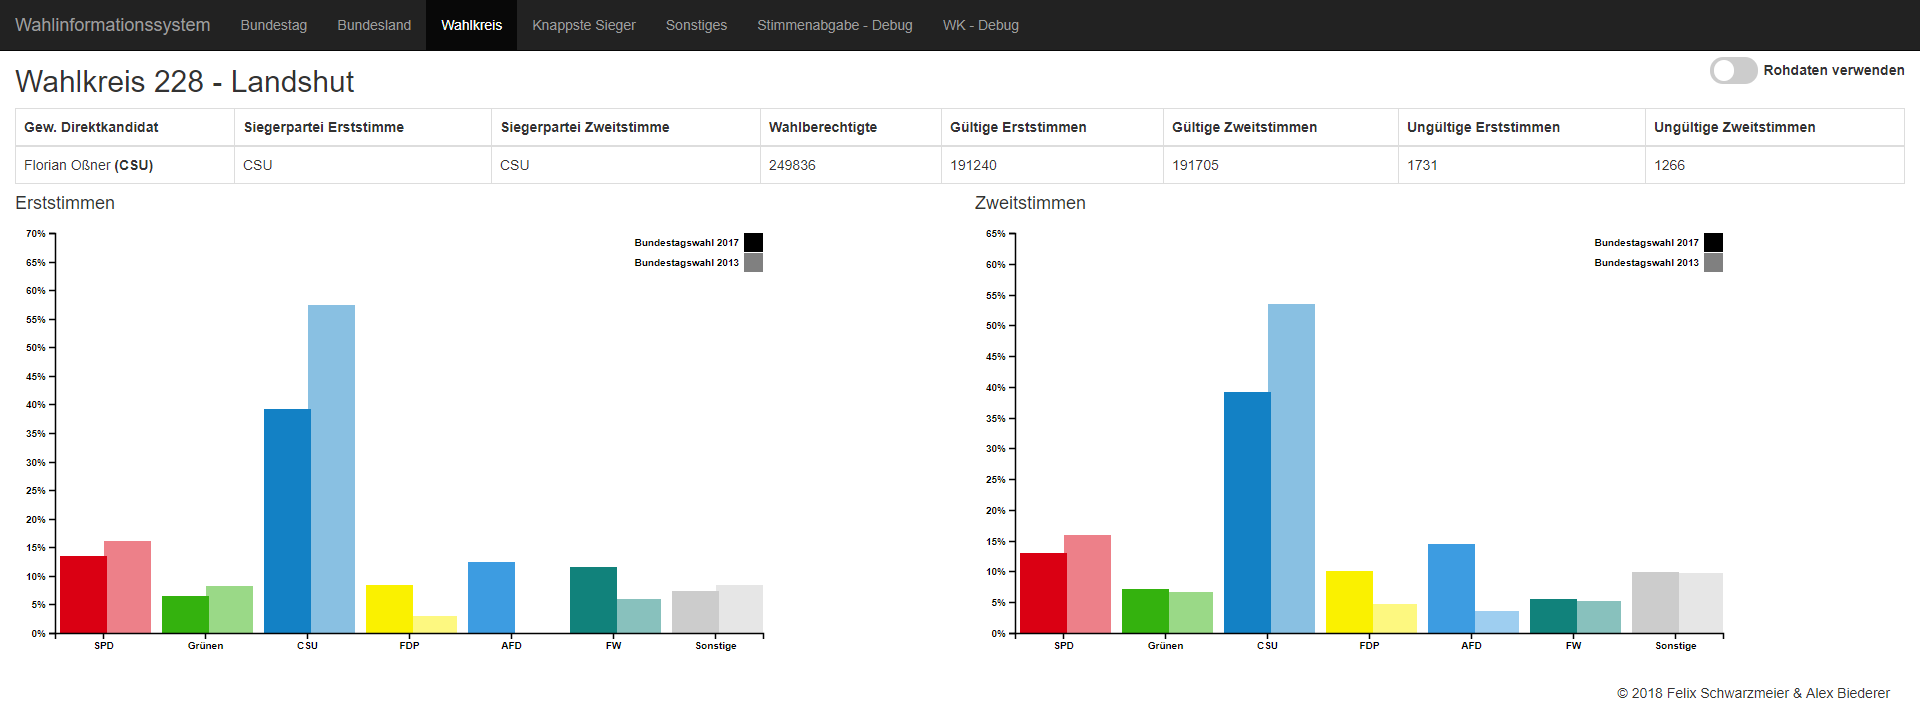 Wahlinformationssystem Bundestag Bundesland Wahlkreis Knappste Sieger Sonstiges Stimmenabgabe - Debug WK - Debug
Wahlkreis 228 - Landshut
Rohdaten verwenden
Gew. Direktkandidat Siegerpartei Erststimme Siegerpartei Zweitstimme Wahlberechtigte Gültige Erststimmen Gültige Zweitstimmen Ungültige Erststimmen Ungültige Zweitstimmen
Florian Oßner (CSU) CSU CSU 249836 191240 191705 1731 1266
Erststimmen
70%
65%
60%
55%
50%
45%
40%
35%
30%
25%
20%
15%
10%
5%
0%
Bundestagswahl 2017
Bundestagswahl 2013
SPD Grünen CSU FDP AFD FW Sonstige
Zweitstimmen
65%
60%
55%
50%
45%
40%
35%
30%
25%
20%
15%
10%
5%
0%
Bundestagswahl 2017
Bundestagswahl 2013
SPD Grünen CSU FDP AFD FW Sonstige
© 2018 Felix Schwarzmeier & Alex Biederer